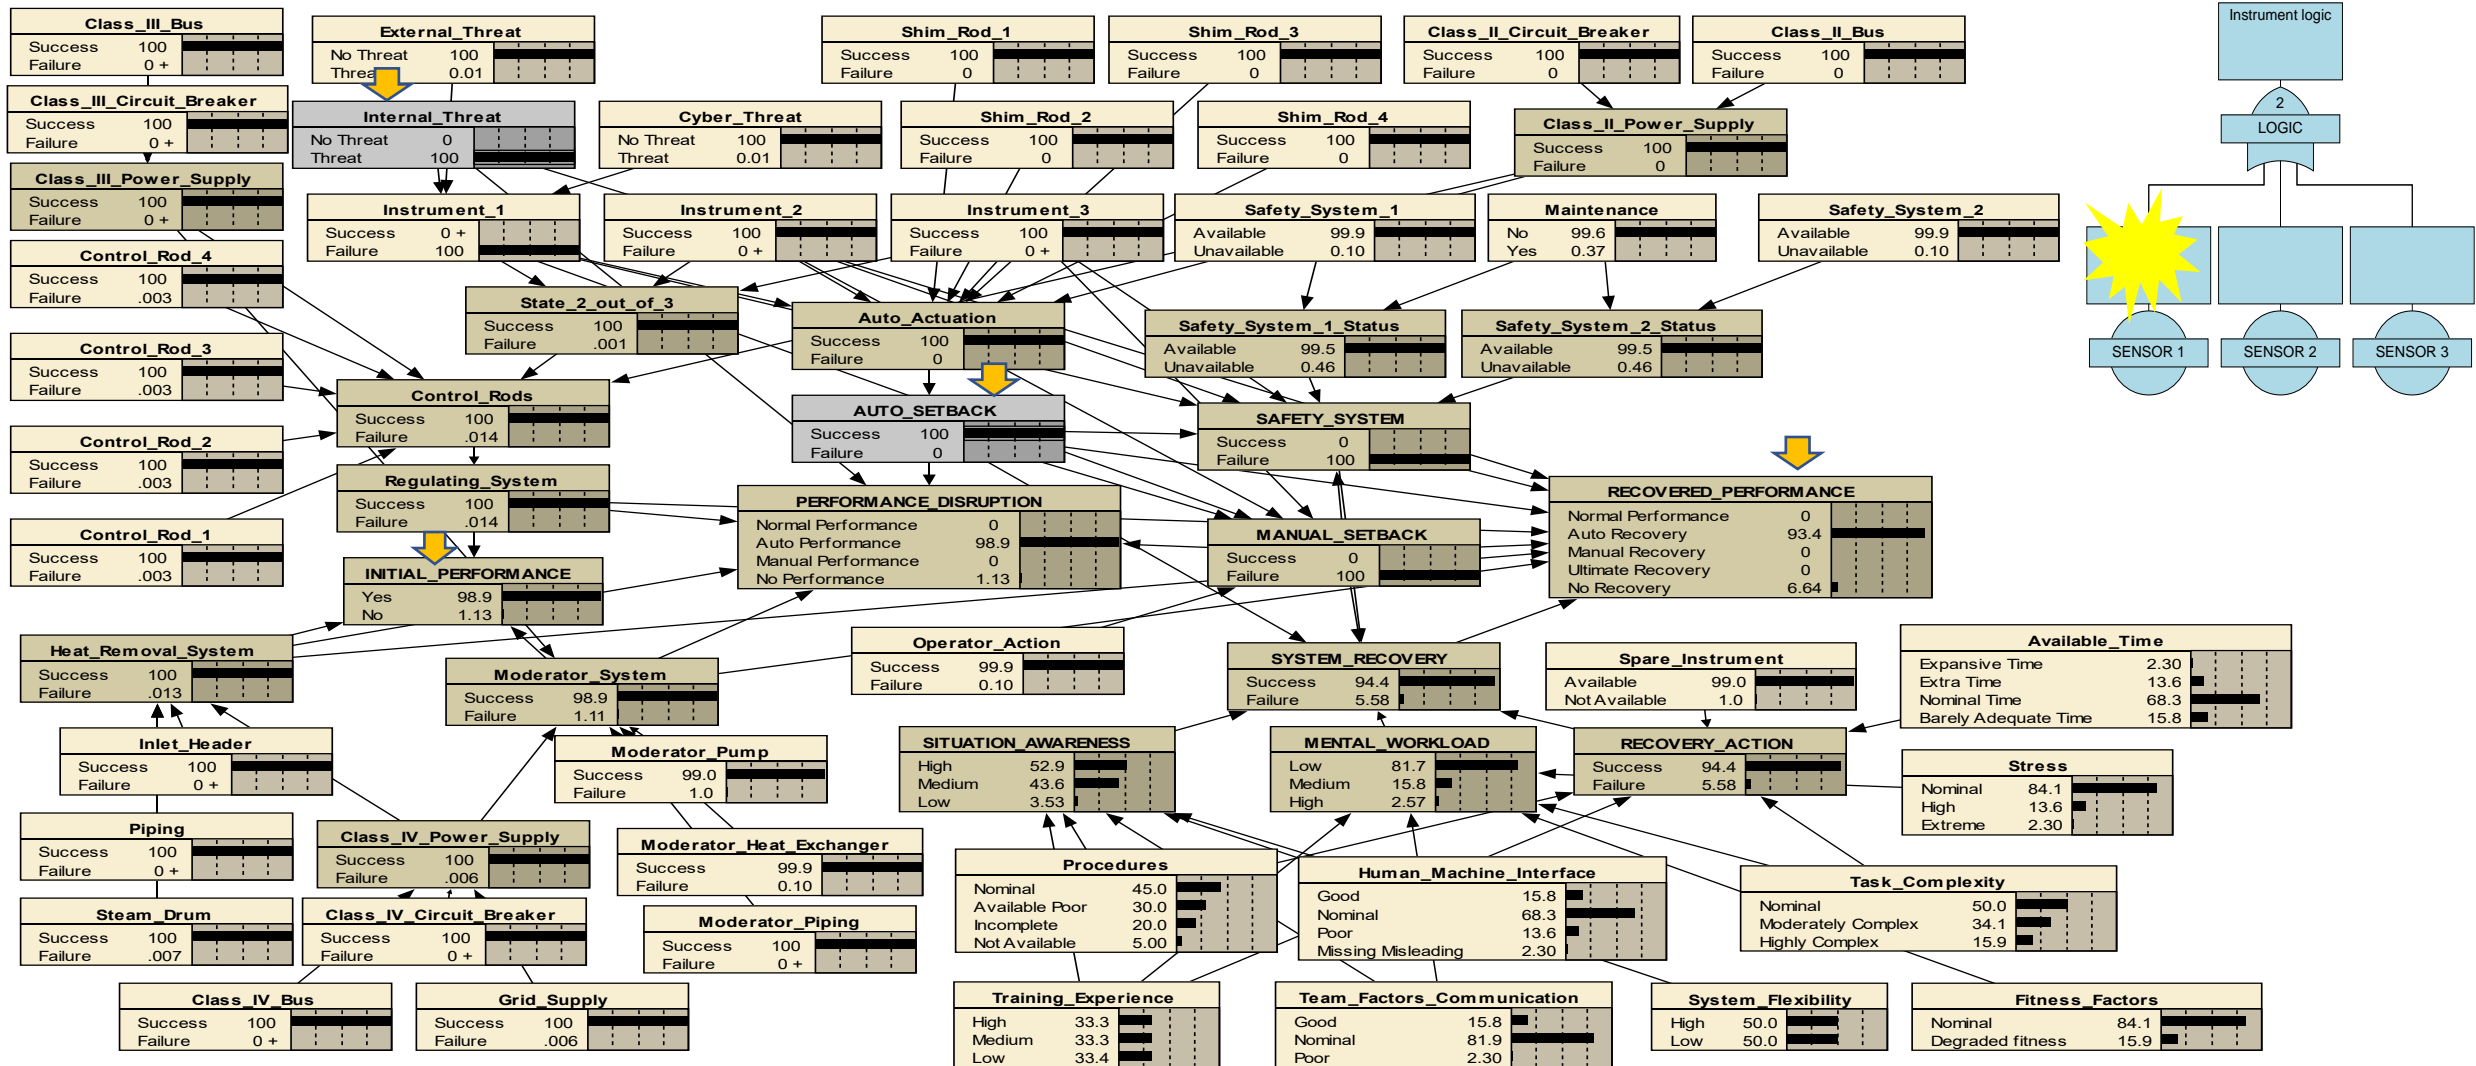 Class_III_Bus
Success 100
Failure 0 +
External_Threat
No Threat 100
Threat 0.01
Shim_Rod_1
Success 100
Failure 0
Shim_Rod_3
Success 100
Failure 0
Class_II_Circuit_Breaker
Success 100
Failure 0
Class_II_Bus
Success 100
Failure 0
Instrument logic
2
LOGIC
SENSOR 1
SENSOR 2
SENSOR 3
Class_III_Circuit_Breaker
Success 100
Failure 0 +
Internal_Threat
No Threat 0
Threat 100
Cyber_Threat
No Threat 100
Threat 0.01
Shim_Rod_2
Success 100
Failure 0
Shim_Rod_4
Success 100
Failure 0
Class_II_Power_Supply
Success 100
Failure 0
Class_III_Power_Supply
Success 100
Failure 0 +
Instrument_1
Success 0 +
Failure 100
Instrument_2
Success 100
Failure 0 +
Instrument_3
Success 100
Failure 0 +
Safety_System_1
Available 99.9
Unavailable 0.10
Maintenance
No 99.6
Yes 0.37
Safety_System_2
Available 99.9
Unavailable 0.10
Control_Rod_4
Success 100
Failure .003
State_2_out_of_3
Success 100
Failure .001
Auto_Actuation
Success 100
Failure 0
Safety_System_1_Status
Available 99.5
Unavailable 0.46
Safety_System_2_Status
Available 99.5
Unavailable 0.46
Control_Rod_3
Success 100
Failure .003
Control_Rods
Success 100
Failure .014
AUTO_SETBACK
Success 100
Failure 0
SAFETY_SYSTEM
Success 0
Failure 100
Control_Rod_2
Success 100
Failure .003
Regulating_System
Success 100
Failure .014
PERFORMANCE_DISRUPTION
Normal Performance 0
Auto Performance 98.9
Manual Performance 0
No Performance 1.13
MANUAL_SETBACK
Success 0
Failure 100
RECOVERED_PERFORMANCE
Normal Performance 0
Auto Recovery 93.4
Manual Recovery 0
Ultimate Recovery 0
No Recovery 6.64
Control_Rod_1
Success 100
Failure .003
INITIAL_PERFORMANCE
Yes 98.9
No 1.13
Heat_Removal_System
Success 100
Failure .013
Moderator_System
Success 98.9
Failure 1.11
Operator_Action
Success 99.9
Failure 0.10
SYSTEM_RECOVERY
Success 94.4
Failure 5.58
Spare_Instrument
Available 99.0
Not Available 1.0
Available_Time
Expansive Time 2.30
Extra Time 13.6
Nominal Time 68.3
Barely Adequate Time 15.8
Inlet_Header
Success 100
Failure 0 +
Moderator_Pump
Success 99.0
Failure 1.0
SITUATION_AWARENESS
High 52.9
Medium 43.6
Low 3.53
MENTAL_WORKLOAD
Low 81.7
Medium 15.8
High 2.57
RECOVERY_ACTION
Success 94.4
Failure 5.58
Stress
Nominal 84.1
High 13.6
Extreme 2.30
Piping
Success 100
Failure 0 +
Class_IV_Power_Supply
Success 100
Failure .006
Moderator_Heat_Exchanger
Success 99.9
Failure 0.10
Procedures
Nominal 45.0
Available Poor 30.0
Incomplete 20.0
Not Available 5.00
Human_Machine_Interface
Good 15.8
Nominal 68.3
Poor 13.6
Missing Misleading 2.30
Task_Complexity
Nominal 50.0
Moderately Complex 34.1
Highly Complex 15.9
Steam_Drum
Success 100
Failure .007
Class_IV_Circuit_Breaker
Success 100
Failure 0 +
Moderator_Piping
Success 100
Failure 0 +
Class_IV_Bus
Success 100
Failure 0 +
Grid_Supply
Success 100
Failure .006
Training_Experience
High 33.3
Medium 33.3
Low 33.4
Team_Factors_Communication
Good 15.8
Nominal 81.9
Poor 2.30
System_Flexibility
High 50.0
Low 50.0
Fitness_Factors
Nominal 84.1
Degraded fitness 15.9